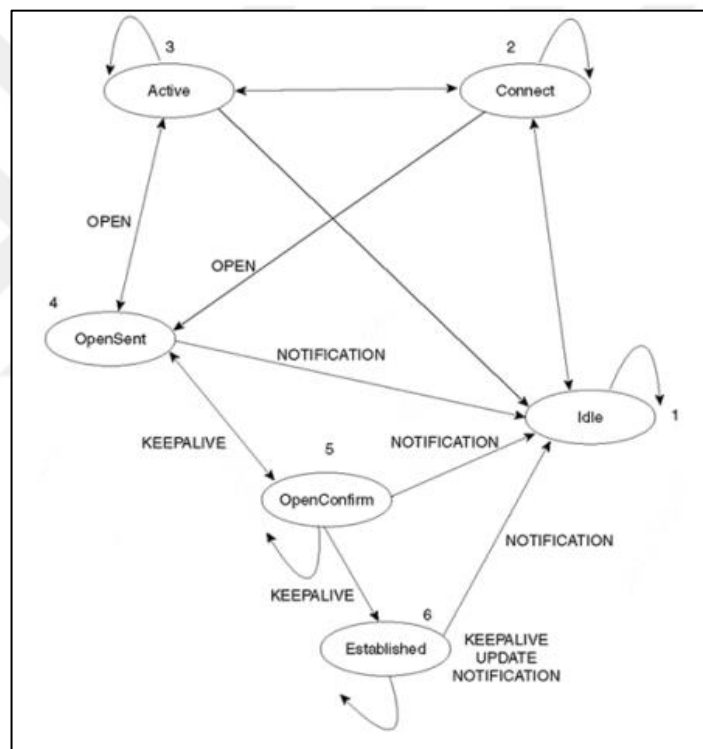 3
2
Active
Connect
OPEN
OPEN
4
OpenSent
NOTIFICATION
Idle
1
KEEPALIVE
5
NOTIFICATION
OpenConfirm
NOTIFICATION
KEEPALIVE
6
Established
KEEPALIVE
UPDATE
NOTIFICATION